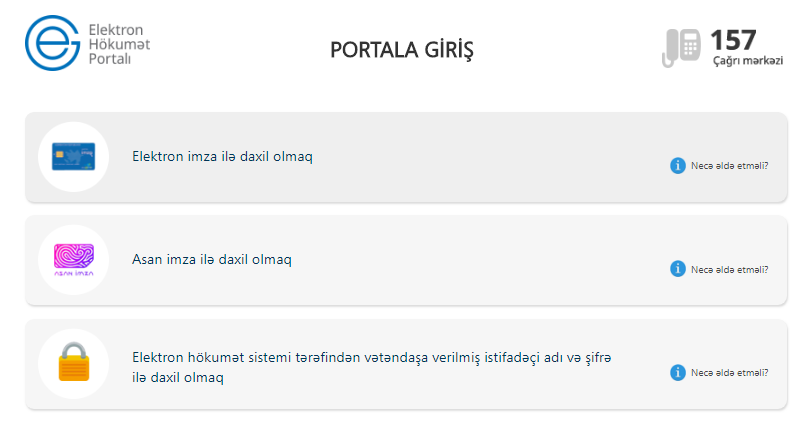 Elektron
Hökumət
Portalı
PORTALA GİRİŞ
157
Çağrı mərkəzi
Elektron imza ilə daxil olmaq
Necə əldə etməli?
asan imza
Asan imza ilə daxil olmaq
Necə əldə etməli?
Elektron hökumət sistemi tərəfindən vətəndaşa verilmiş istifadəçi adı və şifrə
ilə daxil olmaq
Necə əldə etməli?